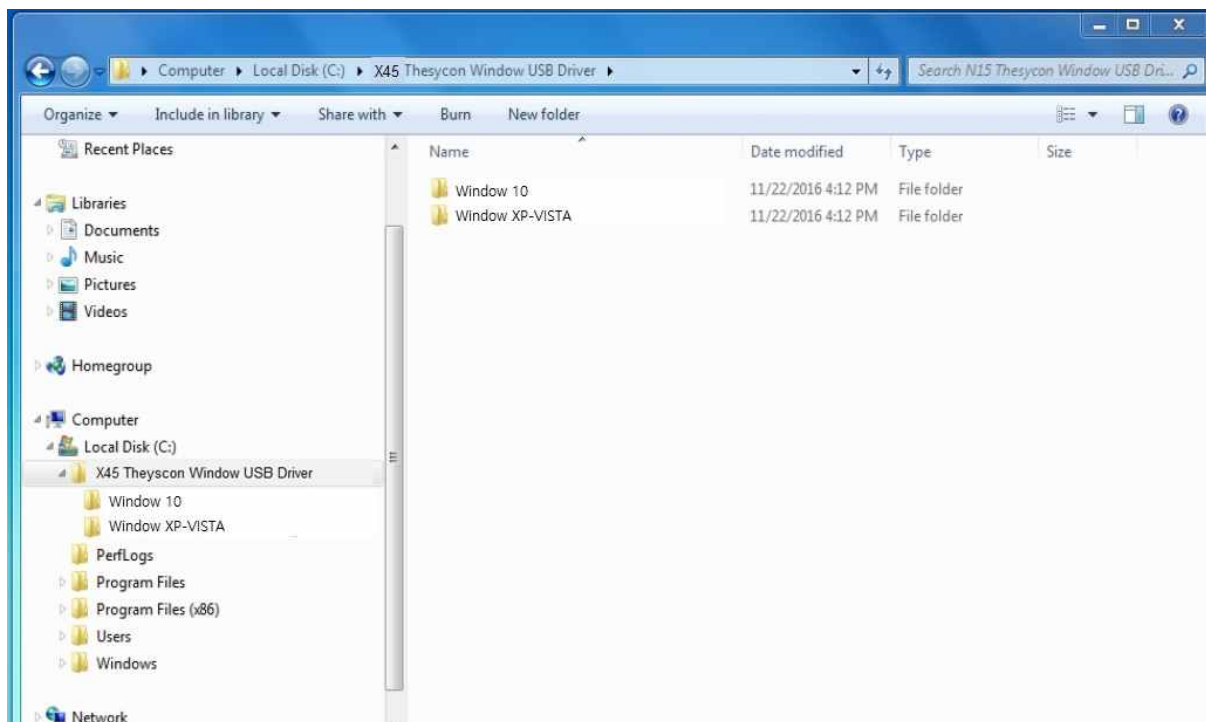 Computer ▸ Local Disk (C:) ▸ X45 Thesycon Window USB Driver ▸
Search N15 Thesycon Window USB Dri...
Organize Include in library Share with Burn New folder
Recent Places
Libraries
Documents
Music
Pictures
Videos
Homegroup
Computer
Local Disk (C:)
X45 Theyscon Window USB Driver
Window 10
Window XP-VISTA
PerfLogs
Program Files
Program Files (x86)
Users
Windows
Network
Name Date modified Type Size
Window 10 11/22/2016 4:12 PM File folder
Window XP-VISTA 11/22/2016 4:12 PM File folder